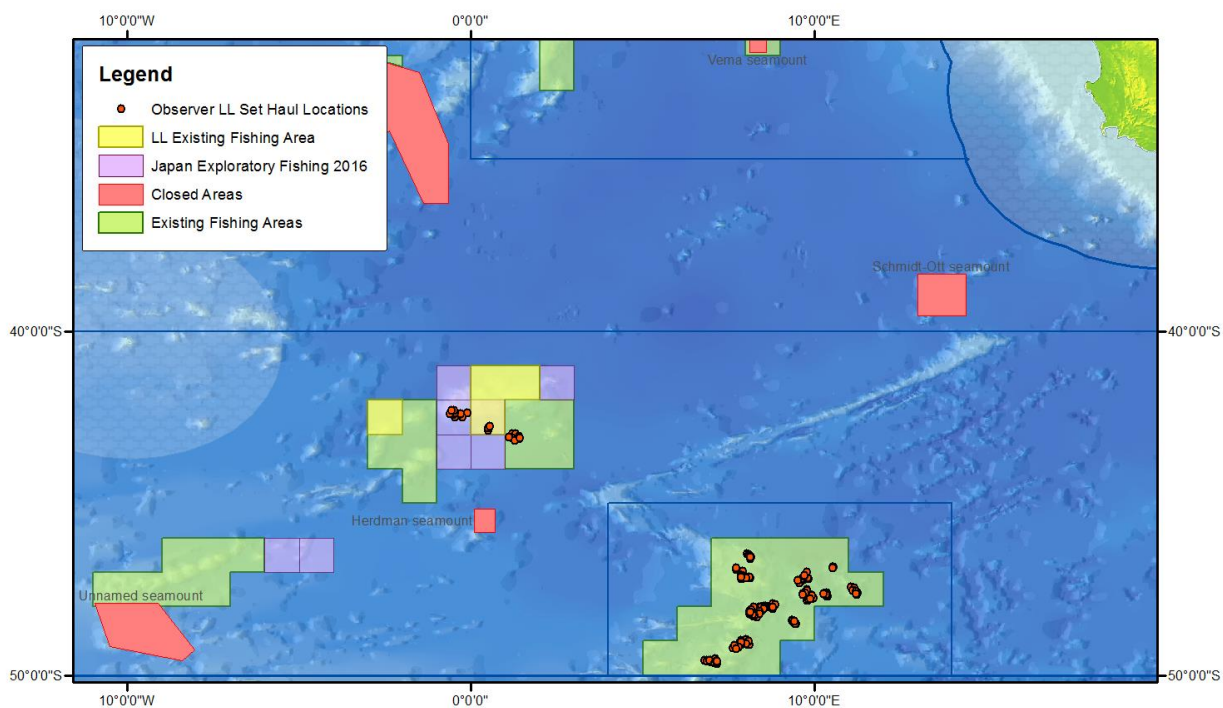 10°0'0"W
0°0'0"
10°0'0"E
Legend
Observer LL Set Haul Locations
LL Existing Fishing Area
Japan Exploratory Fishing 2016
Closed Areas
Existing Fishing Areas
Vema seamount
Schmidt-Ott seamount
40°0'0"S
40°0'0"S
Herdman seamount
Unnamed seamount
50°0'0"S
50°0'0"S
10°0'0"W
0°0'0"
10°0'0"E